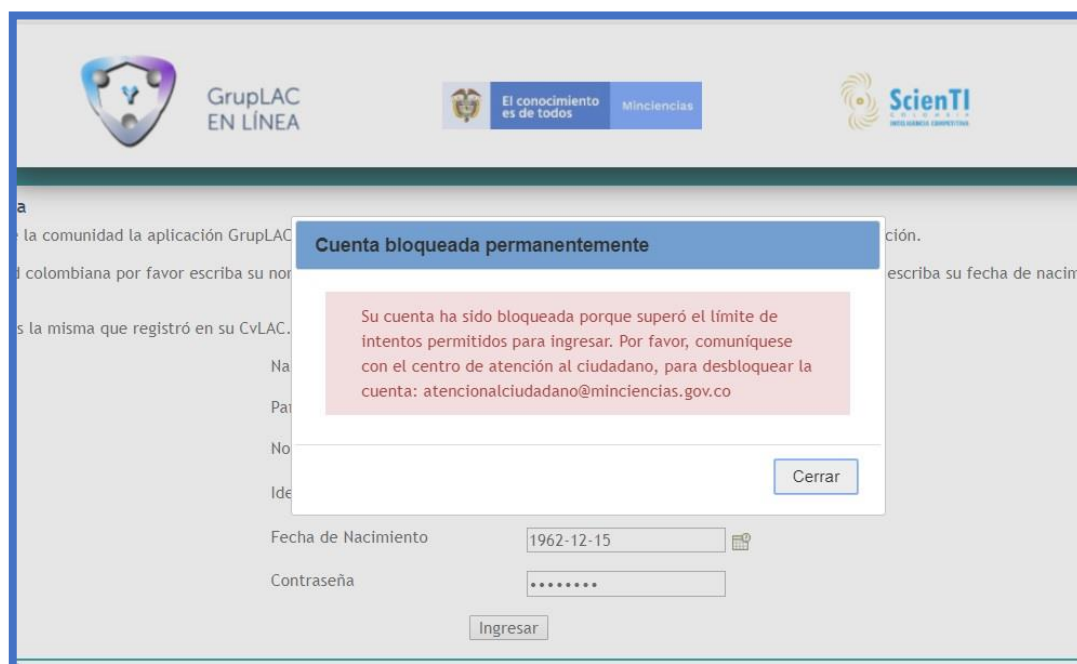 GrupLAC
EN LÍNEA
El conocimiento
es de todos
Minciencias
ScienTI
COLOMBIA
INTELIGENCIA COMPETITIVA
a
la comunidad la aplicación GrupLAC
ción.
colombiana por favor escriba su
escriba su fecha de
s la misma que registró en su CvLAC.
Cuenta bloqueada permanentemente
Su cuenta ha sido bloqueada porque superó el límite de
intentos permitidos para ingresar. Por favor, comuníquese
con el centro de atención al ciudadano, para desbloquear la
cuenta: atencionalciudadano@minciencias.gov.co
Cerrar
Na
No
Ide
Fecha de Nacimiento
1962-12-15
Contraseña
••••••••
Ingresar